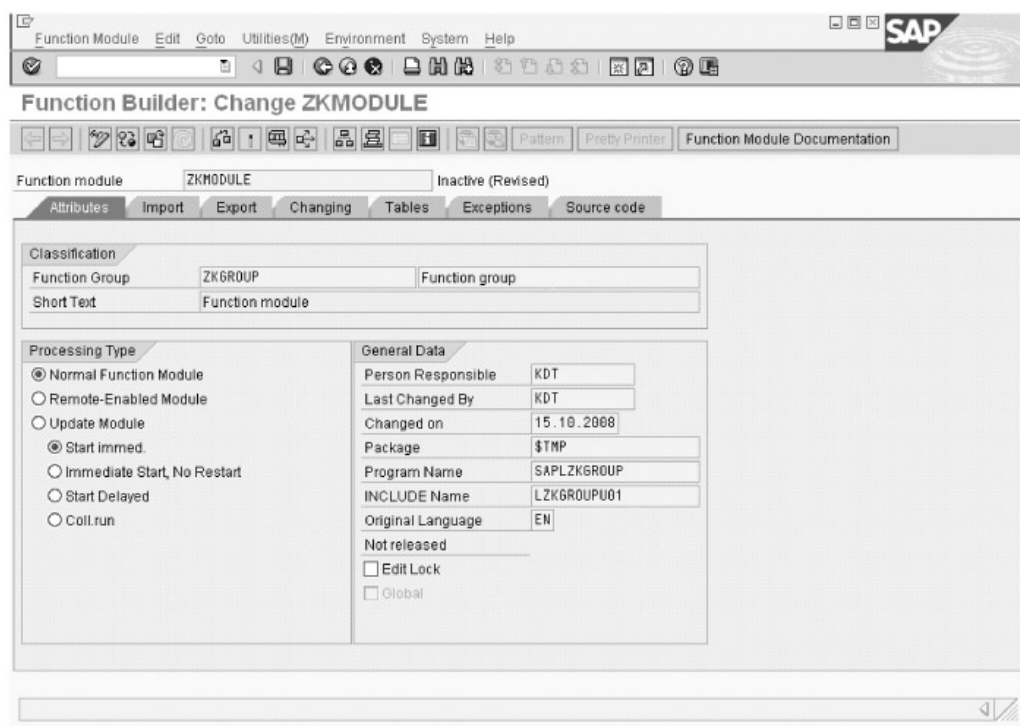 Function Module Edit Goto Utilities(M) Environment System Help
SAP
Function Builder: Change ZKMODULE
Pattern Pretty Printer Function Module Documentation
Function module ZKMODULE Inactive (Revised)
Attributes Import Export Changing Tables Exceptions Source code
Classification
Function Group ZKGROUP Function group
Short Text Function module
Processing Type
Normal Function Module
Remote-Enabled Module
Update Module
Start immed.
Immediate Start, No Restart
Start Delayed
Coll.run
General Data
Person Responsible KDT
Last Changed By KDT
Changed on 15.10.2008
Package $TMP
Program Name SAPLZKGROUP
INCLUDE Name LZKGROUPU01
Original Language EN
Not released
Edit Lock
Global